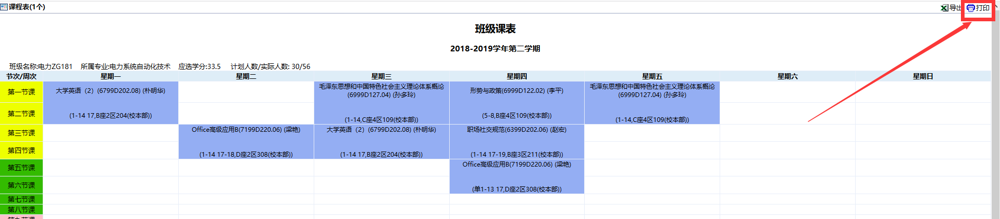 课程表(1个)
导出 打印
班级课表
2018-2019学年第二学期
班级名称:电力ZG181 所属专业:电力系统自动化技术 应选学分:33.5 计划人数/实际人数: 30/56
节次/周次 星期一 星期二 星期三 星期四 星期五 星期六 星期日
第一节课
大学英语（2）(6799D202.08) (朴明华)
毛泽东思想和中国特色社会主义理论体系概论
(6999D127.04) (孙多玲)
形势与政策(6999D122.02) (李平)
毛泽东思想和中国特色社会主义理论体系概论
(6999D127.04) (孙多玲)
第二节课
(1-14 17,B座2区204(校本部))
(1-14,C座4区109(校本部))
(5-8,B座4区109(校本部))
(1-14,C座4区109(校本部))
第三节课
Office高级应用B(7199D220.06) (梁艳)
大学英语（2）(6799D202.08) (朴明华)
职场社交规范(6399D202.06) (赵宏)
第四节课
(1-14 17-18,D座2区308(校本部))
(1-14 17,B座2区204(校本部))
(1-14 17-19,B座3区211(校本部))
第五节课
Office高级应用B(7199D220.06) (梁艳)
第六节课
(单1-13 17,D座2区308(校本部))
第七节课
第八节课